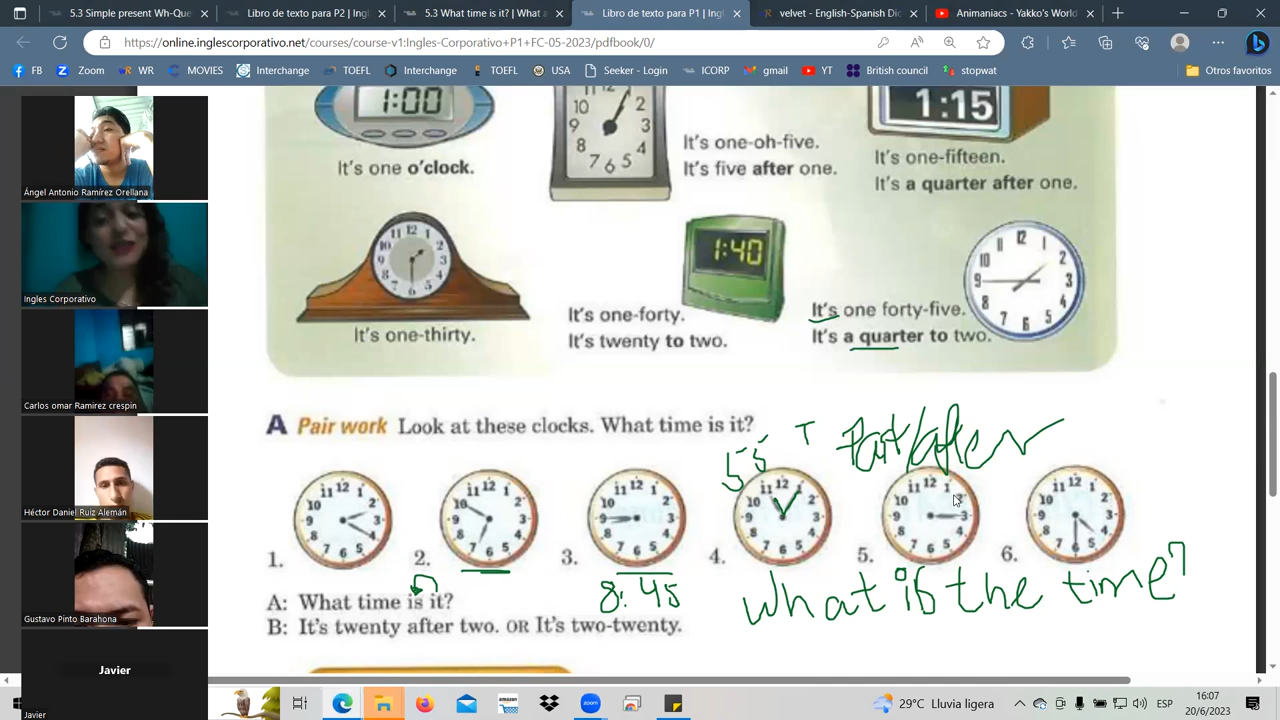 5.3 Simple Present Wh-Ques
Libro de texto para P2 | Ingl
5.3 What time is it? | What a
Libro de texto para P1 | Ingl
velvet - English-Spanish Dic
Animaniacs - Yakko's World
https://online.inglescorporativo.net/courses/course-v1:Ingles-Corporativo+P1+FC-05-2023/pdfbook/0/
FB Zoom WR MOVIES Interchange TOEFL Interchange TOEFL USA Seeker - Login ICORP gmail YT British council stopwat Otros favoritos
Ángel Antonio Ramírez Orellana
Ingles Corporativo
Carlos omar Ramirez crespin
Héctor Daniel Ruiz Alemán
Gustavo Pinto Barahona
Javier
Javier
1:00
It's one o'clock.
It's one-oh-five.
It's five after one.
1:15
It's one-fifteen.
It's a quarter after one.
It's one-thirty.
1:40
It's one-forty.
It's twenty to two.
It's one forty-five.
It's a quarter to two.
A Pair work Look at these clocks. What time is it?
1. 2. 3. 4. 5. 6.
8:45
What is the time?
A: What time is it?
B: It's twenty after two. OR It's two-twenty.
29°C Lluvia ligera
ESP
16:07
20/6/2023